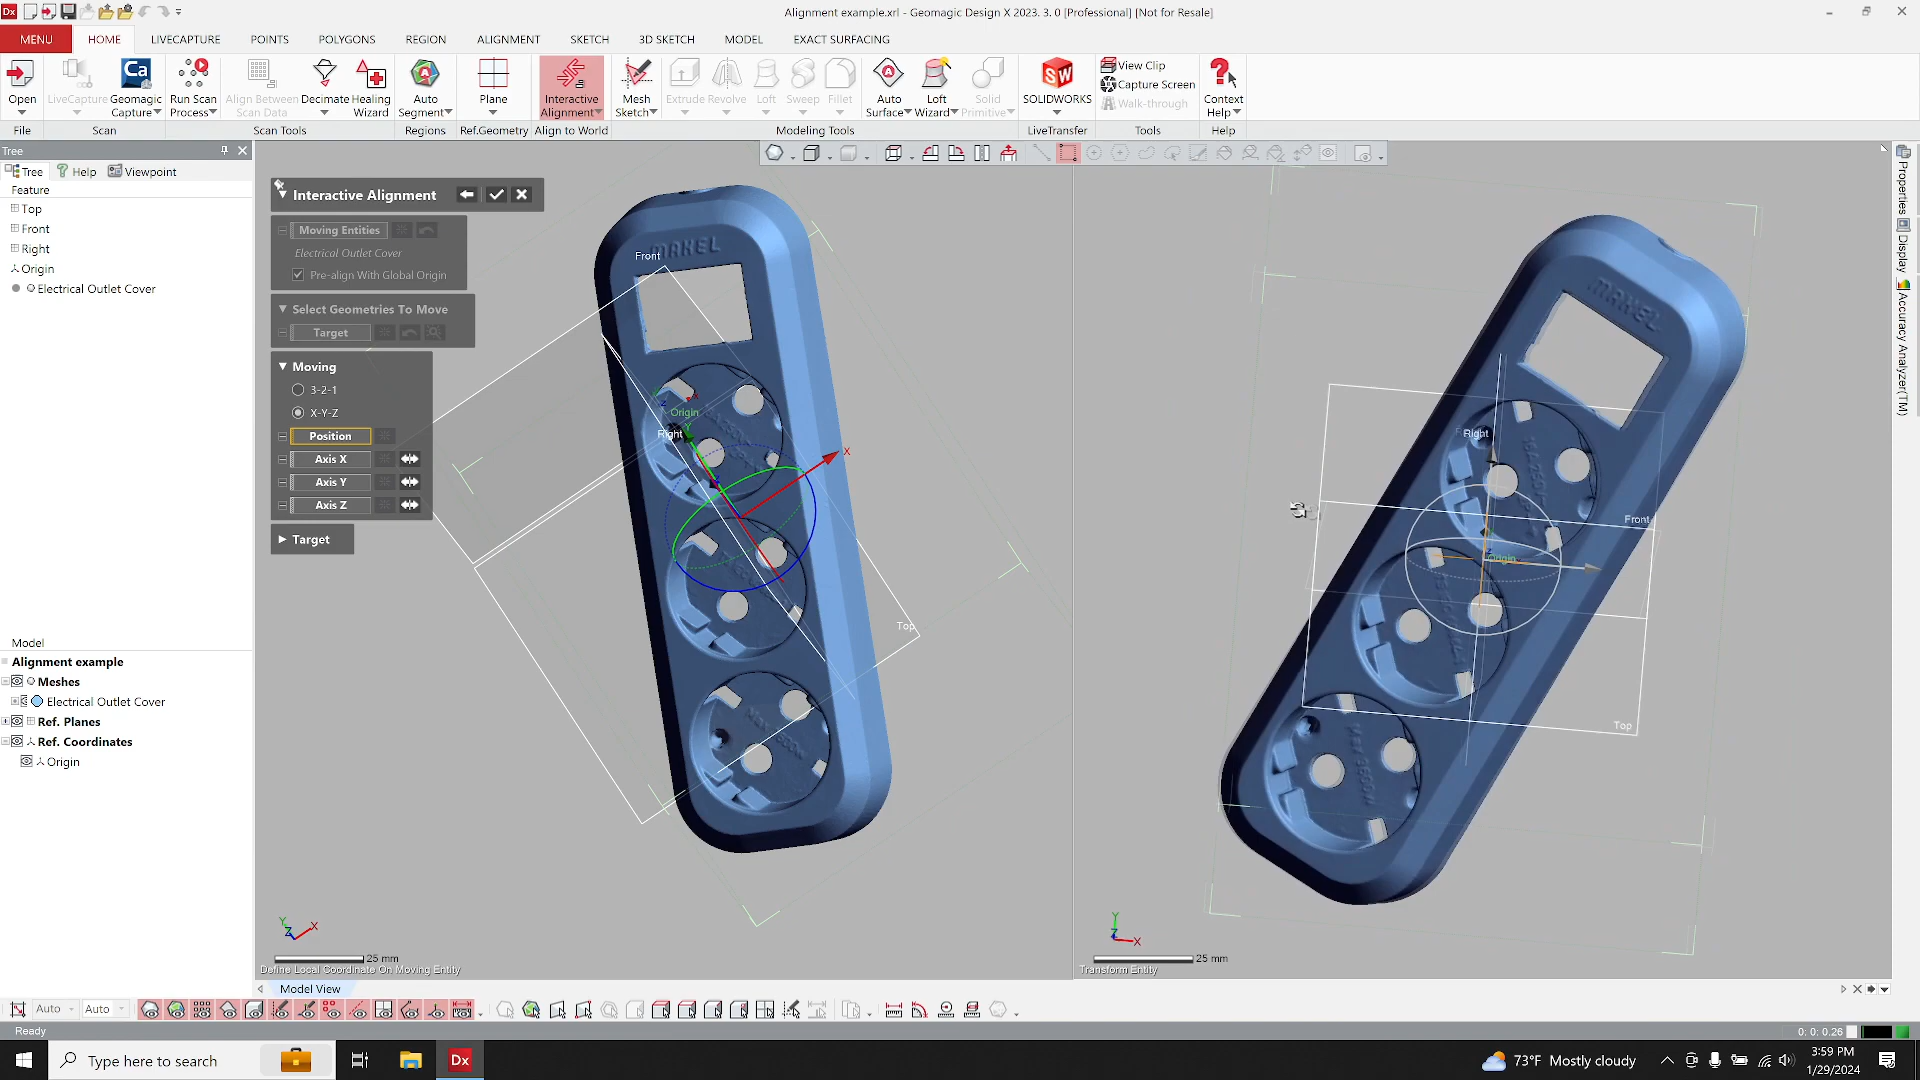 Alignment example.xrl - Geomagic Design X 2023. 3. 0 [Professional] [Not for Resale]
MENU HOME LIVECAPTURE POINTS POLYGONS REGION ALIGNMENT SKETCH 3D SKETCH MODEL EXACT SURFACING
Open
LiveCapture
Geomagic Capture
Run Scan Process
Align Between Scan Data
Decimate
Healing Wizard
Auto Segment
Plane
Interactive Alignment
Mesh Sketch
Extrude
Revolve
Loft
Sweep
Fillet
Auto Surface
Loft Wizard
Solid Primitive
SOLIDWORKS
View Clip
Capture Screen
Walk-through
Context Help
File Scan Scan Tools Regions Ref.Geometry Align to World Modeling Tools LiveTransfer Tools Help
Tree
Tree Help Viewpoint
Feature
Top
Front
Right
Origin
Electrical Outlet Cover
Model
Alignment example
Meshes
Electrical Outlet Cover
Ref. Planes
Ref. Coordinates
Origin
Interactive Alignment
Moving Entities
Electrical Outlet Cover
Pre-align With Global Origin
Select Geometries To Move
Target
Moving
3-2-1
X-Y-Z
Position
Axis X
Axis Y
Axis Z
Target
MAKEL
Front
Origin
Right
Y
X
Top
Y
Z
X
25 mm
Define Local Coordinate On Moving Entity
MAKEL
Right
Front
Origin
Top
Y
Z
X
25 mm
Transform Entity
Properties
Display
Accuracy Analyzer(TM)
Model View
Auto Auto
Ready
0: 0: 0.26
Type here to search
Dx
73°F Mostly cloudy
3:59 PM
1/29/2024